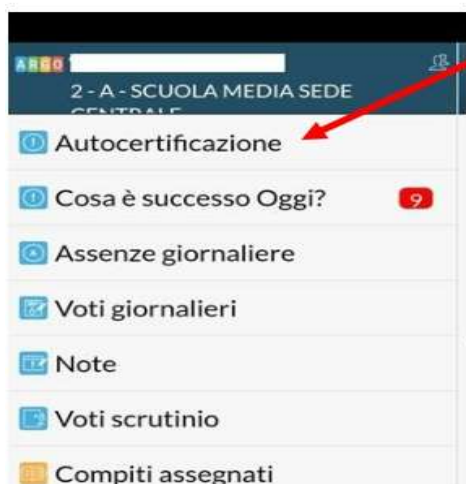 ARGO
2 - A - SCUOLA MEDIA SEDE
CENTRALE
Autocertificazione
Cosa è successo Oggi?
9
Assenze giornaliere
Voti giornalieri
Note
Voti scrutinio
Compiti assegnati